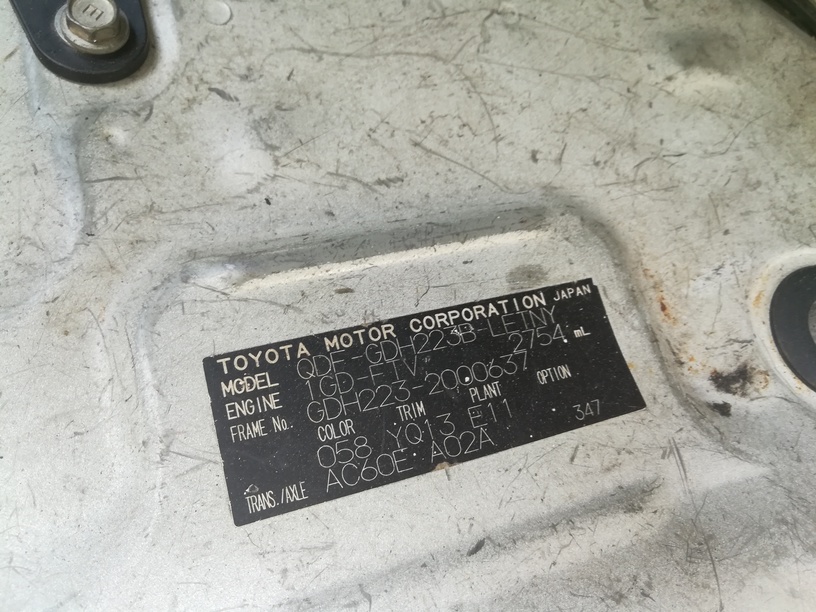 E
TOYOTA MOTOR CORPORATION JAPAN
MODEL QDF-GDH223B-LETNY
ENGINE 1GD-FTV 2754 mL
FRAME No. GDH223-2000637
COLOR TRIM PLANT OPTION
058 YQ13 E11 347
TRANS./AXLE AC60E A02A